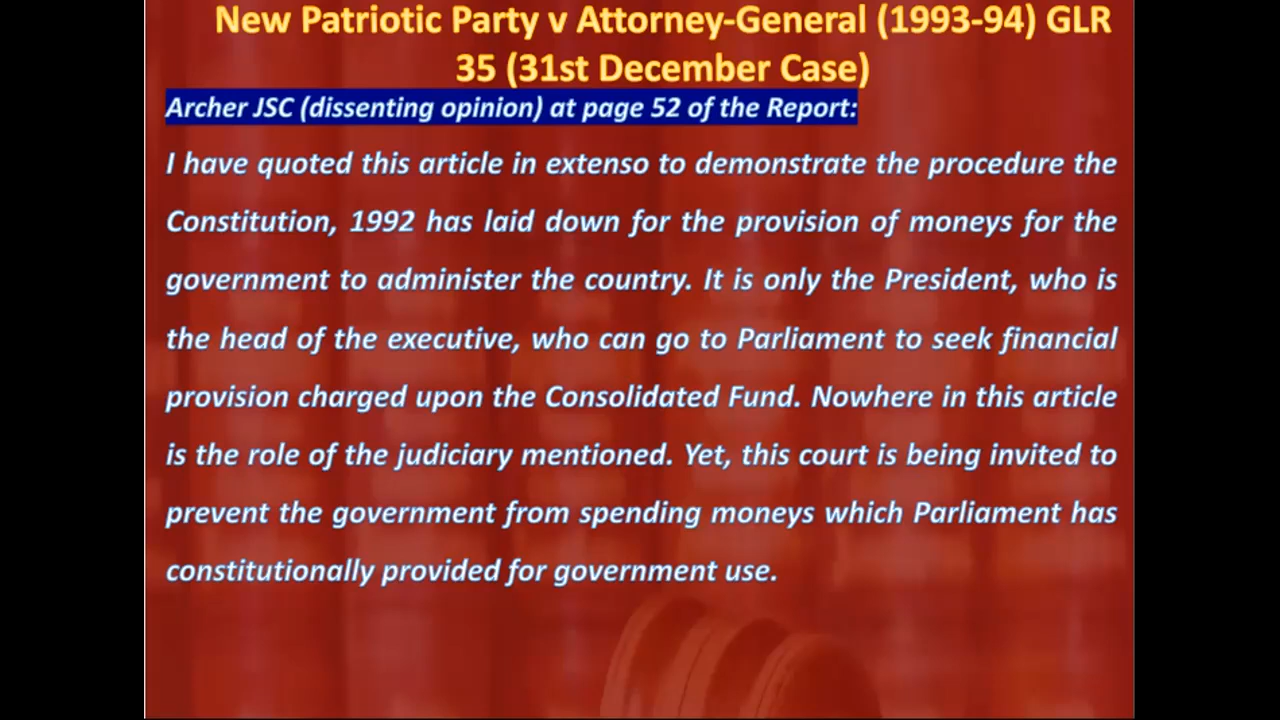 New Patriotic Party v Attorney-General (1993-94) GLR
35 (31st December Case)
Archer JSC (dissenting opinion) at page 52 of the Report:
I have quoted this article in extenso to demonstrate the procedure the
Constitution, 1992 has laid down for the provision of moneys for the
government to administer the country. It is only the President, who is
the head of the executive, who can go to Parliament to seek financial
provision charged upon the Consolidated Fund. Nowhere in this article
is the role of the judiciary mentioned. Yet, this court is being invited to
prevent the government from spending moneys which Parliament has
constitutionally provided for government use.